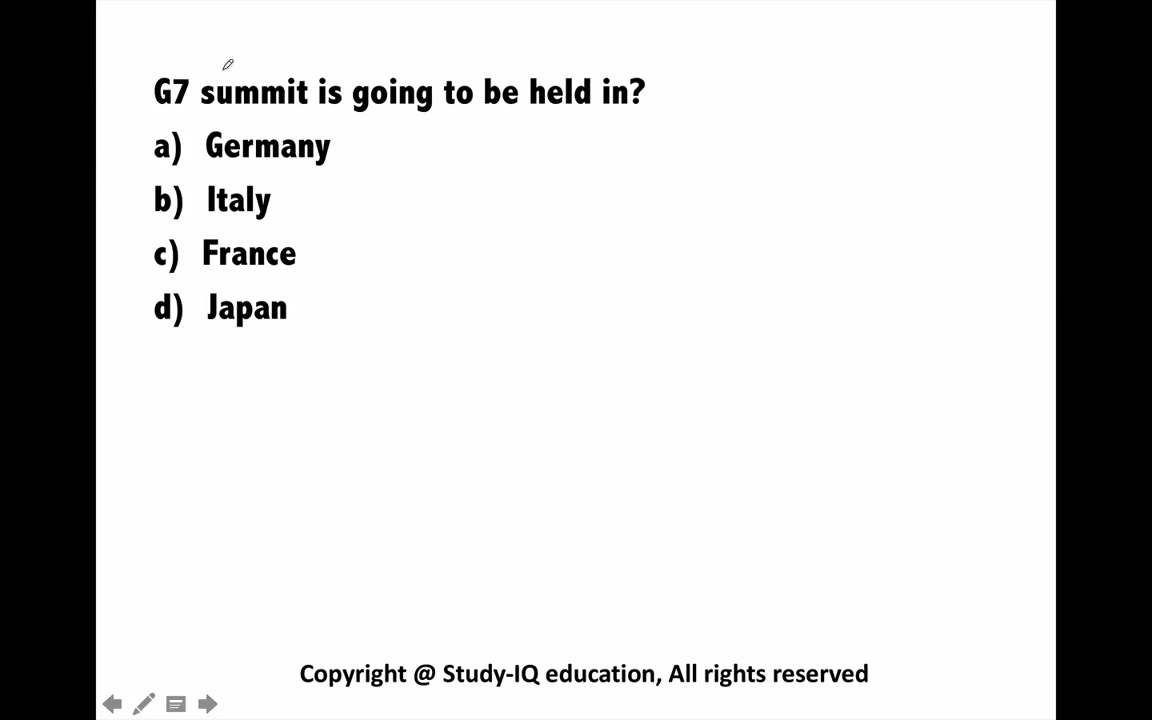 G7 summit is going to be held in?
a) Germany
b) Italy
c) France
d) Japan
Copyright @ Study-IQ education, All rights reserved